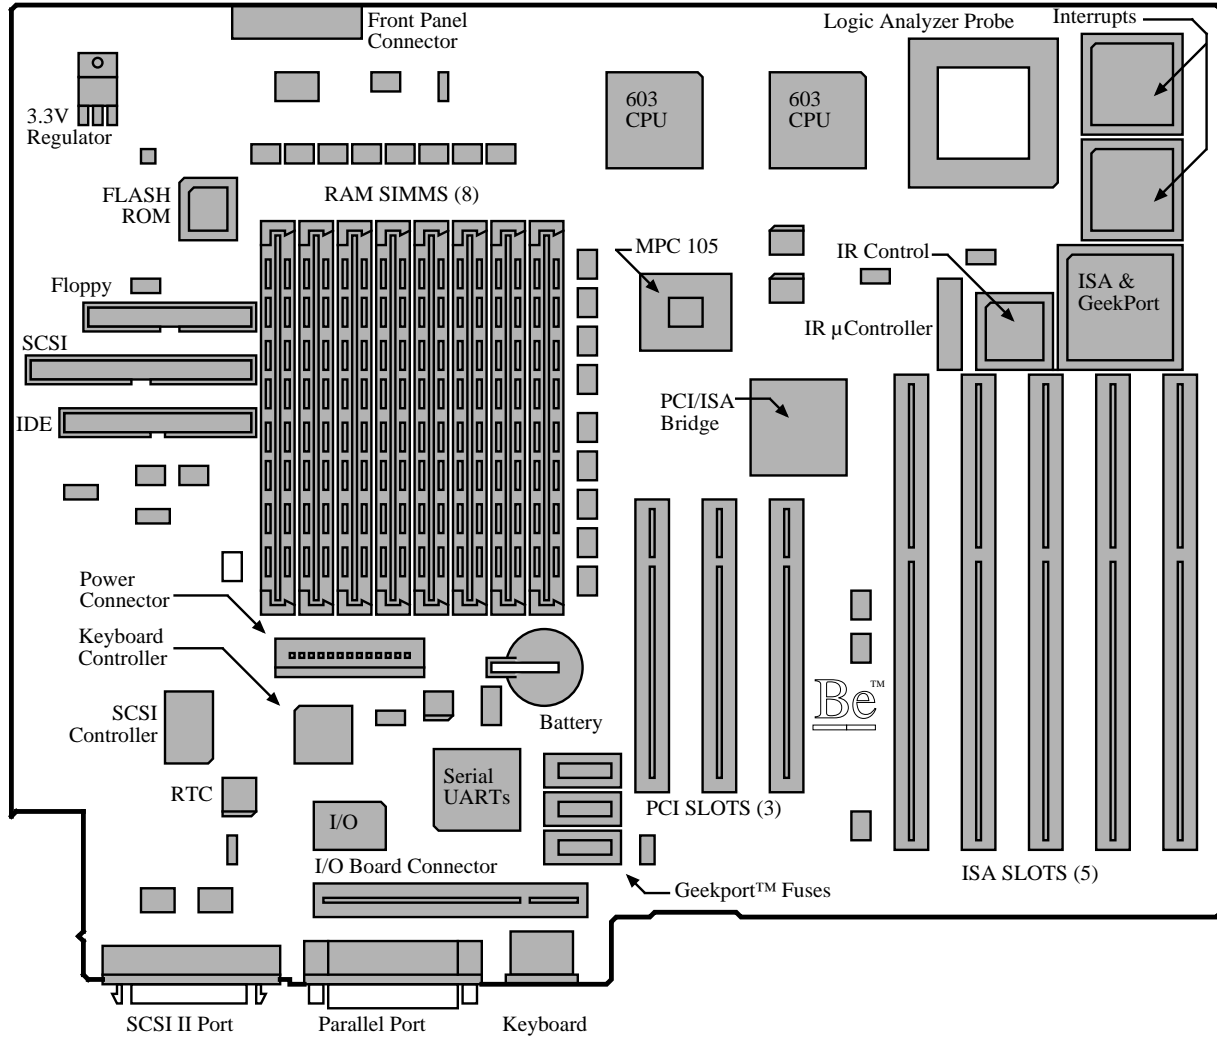 Front Panel
Connector
Logic Analyzer Probe
Interrupts
3.3V
Regulator
603
CPU
603
CPU
FLASH
ROM
RAM SIMMS (8)
MPC 105
IR Control
ISA &
GeekPort
Floppy
IR µController
SCSI
PCI/ISA
Bridge
IDE
Power
Connector
Keyboard
Controller
SCSI
Controller
Battery
Be™
RTC
Serial
UARTs
I/O
PCI SLOTS (3)
I/O Board Connector
Geekport™ Fuses
ISA SLOTS (5)
SCSI II Port
Parallel Port
Keyboard